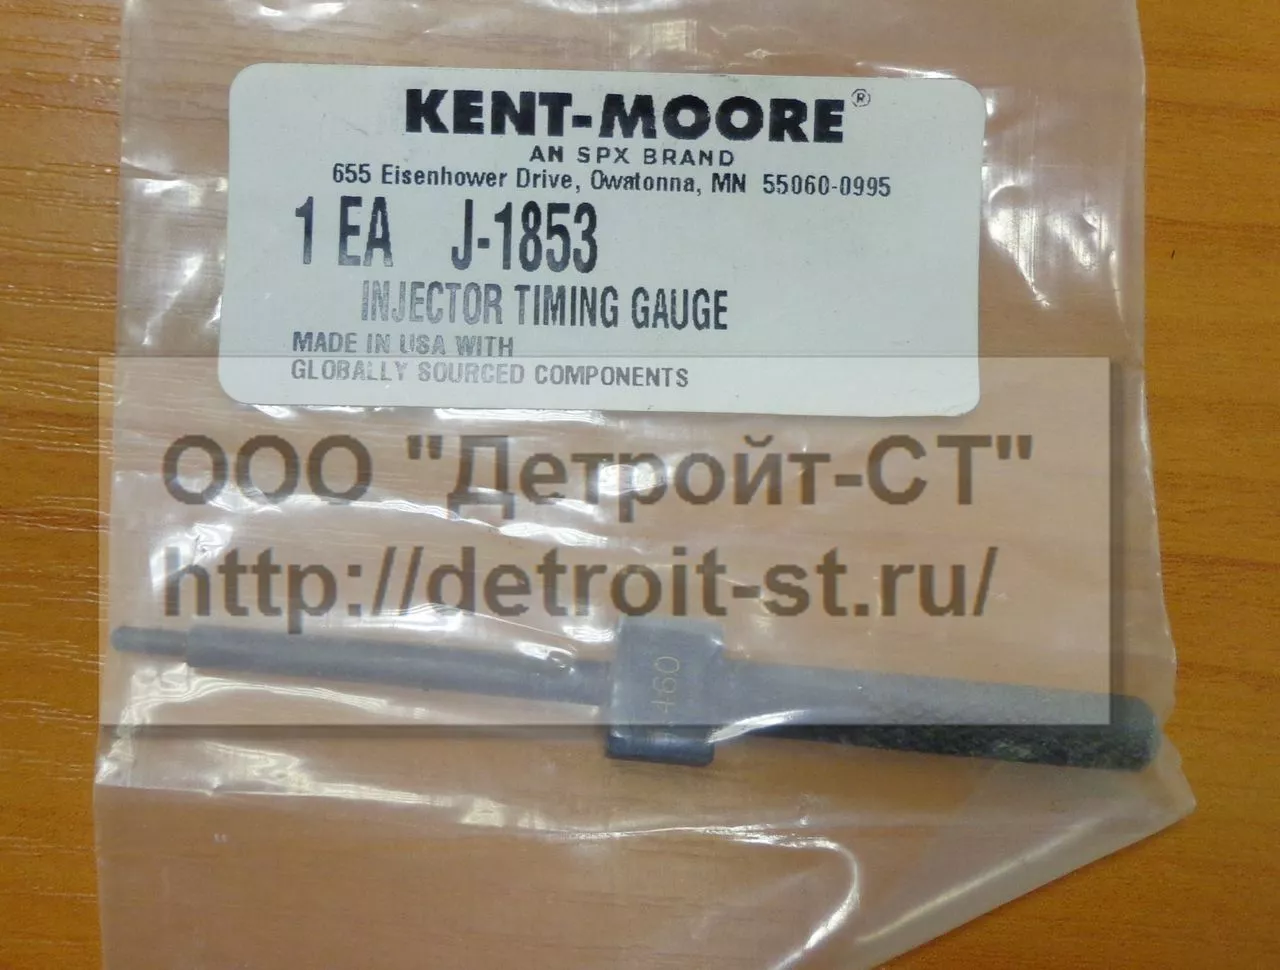 KENT-MOORE®
AN SPX BRAND
655 Eisenhower Drive, Owatonna, MN 55060-0995
1 EA J-1853
INJECTOR TIMING GAUGE
MADE IN USA WITH
GLOBALLY SOURCED COMPONENTS
ООО "Детройт-СТ"
http://detroit-st.ru/
460